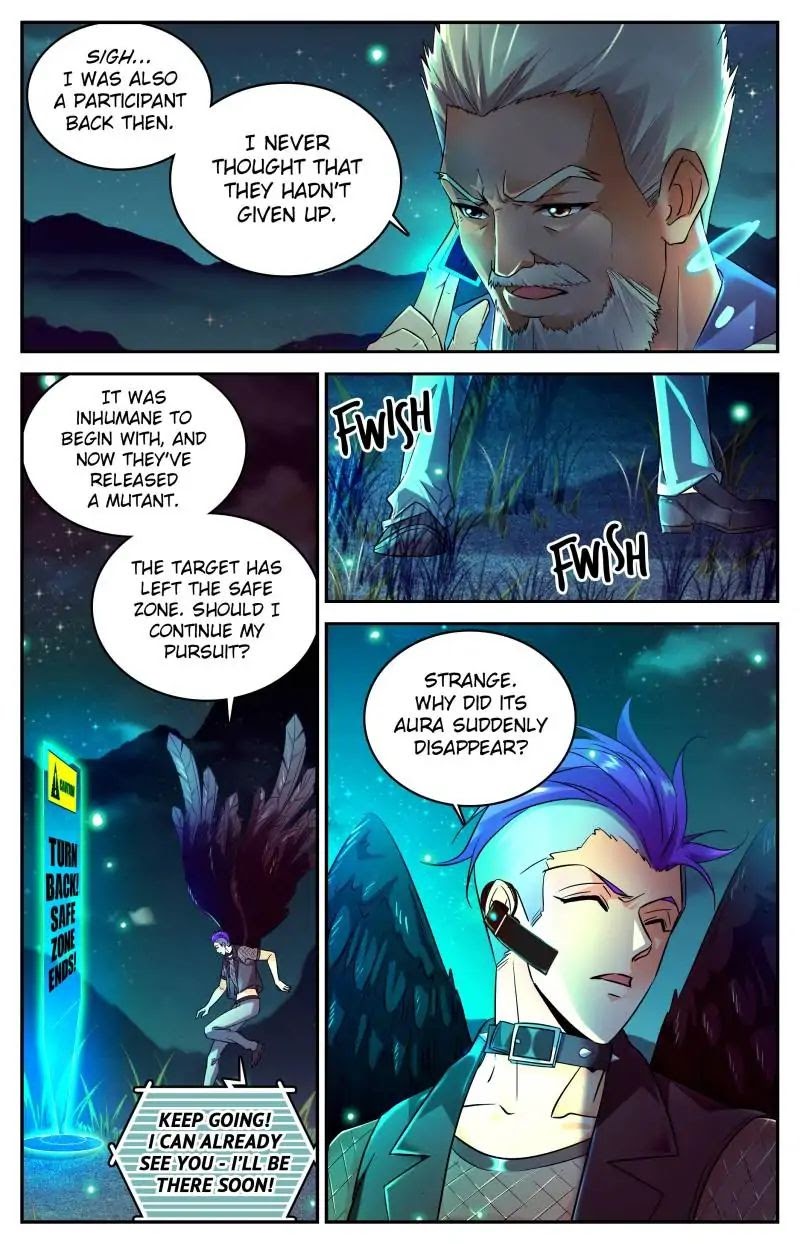 SIGH...
I WAS ALSO
A PARTICIPANT
BACK THEN.
I NEVER
THOUGHT THAT
THEY HADN'T
GIVEN UP.
IT WAS
INHUMANE TO
BEGIN WITH, AND
NOW THEY'VE
RELEASED
A MUTANT.
THE TARGET HAS
LEFT THE SAFE
ZONE. SHOULD I
CONTINUE MY
PURSUIT?
CAUTION
TURN
BACK!
SAFE
ZONE
ENDS!
KEEP GOING!
I CAN ALREADY
SEE YOU - I'LL BE
THERE SOON!
FWISH
FWISH
STRANGE.
WHY DID ITS
AURA SUDDENLY
DISAPPEAR?